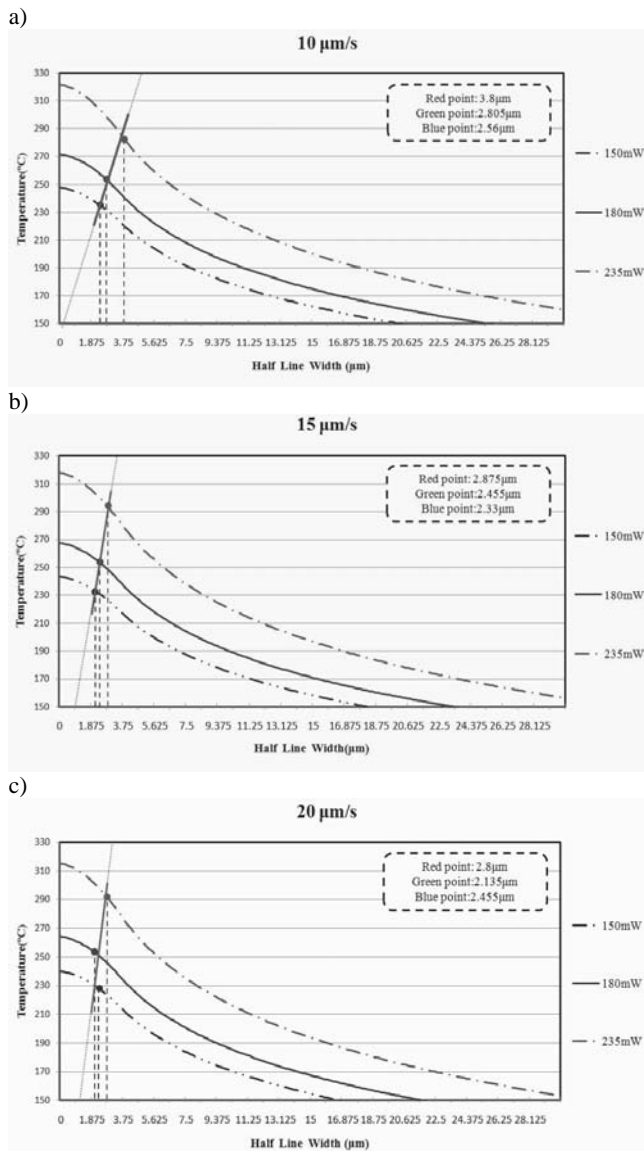 a)
10 µm/s
330
310
290
270
250
230
210
190
170
150
Temperature(°C)
Red point: 3.8µm
Green point: 2.805µm
Blue point: 2.56µm
150mW
180mW
235mW
0 1.875 3.75 5.625 7.5 9.375 11.25 13.125 15 16.875 18.75 20.625 22.5 24.375 26.25 28.125
Half Line Width (µm)
b)
15 µm/s
330
310
290
270
250
230
210
190
170
150
Temperature(°C)
Red point: 2.875µm
Green point: 2.455µm
Blue point: 2.33µm
150mW
180mW
235mW
0 1.875 3.75 5.625 7.5 9.375 11.25 13.125 15 16.875 18.75 20.625 22.5 24.375 26.25 28.125
Half Line Width(µm)
c)
20 µm/s
330
310
290
270
250
230
210
190
170
150
Temperature(°C)
Red point: 2.8µm
Green point:2.135µm
Blue point:2.455µm
150mW
180mW
235mW
0 1.875 3.75 5.625 7.5 9.375 11.25 13.125 15 16.875 18.75 20.625 22.5 24.375 26.25 28.125
Half Line Width (µm)